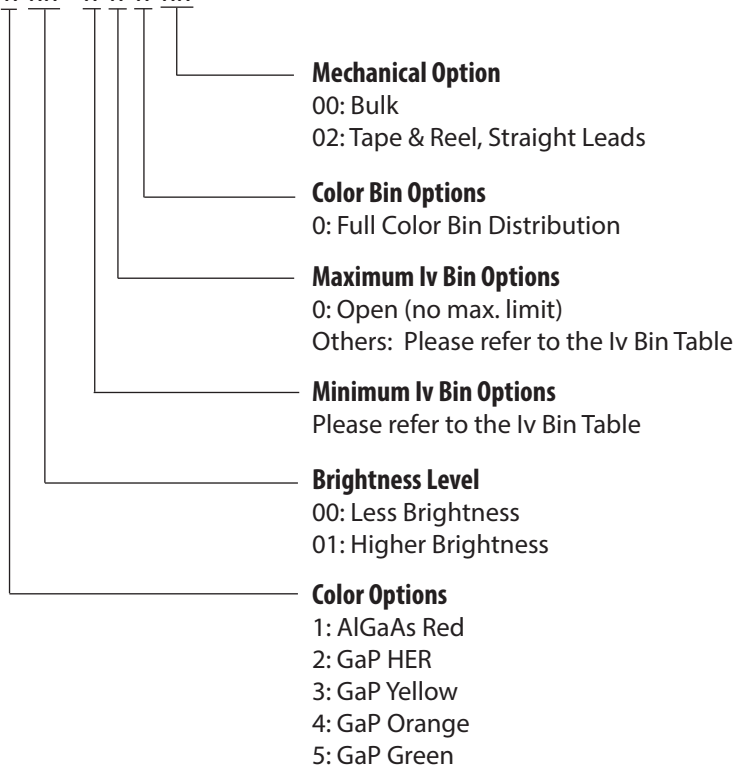 Mechanical Option
00: Bulk
02: Tape & Reel, Straight Leads
Color Bin Options
0: Full Color Bin Distribution
Maximum Iv Bin Options
0: Open (no max. limit)
Others: Please refer to the Iv Bin Table
Minimum Iv Bin Options
Please refer to the Iv Bin Table
Brightness Level
00: Less Brightness
01: Higher Brightness
Color Options
1: AlGaAs Red
2: GaP HER
3: GaP Yellow
4: GaP Orange
5: GaP Green